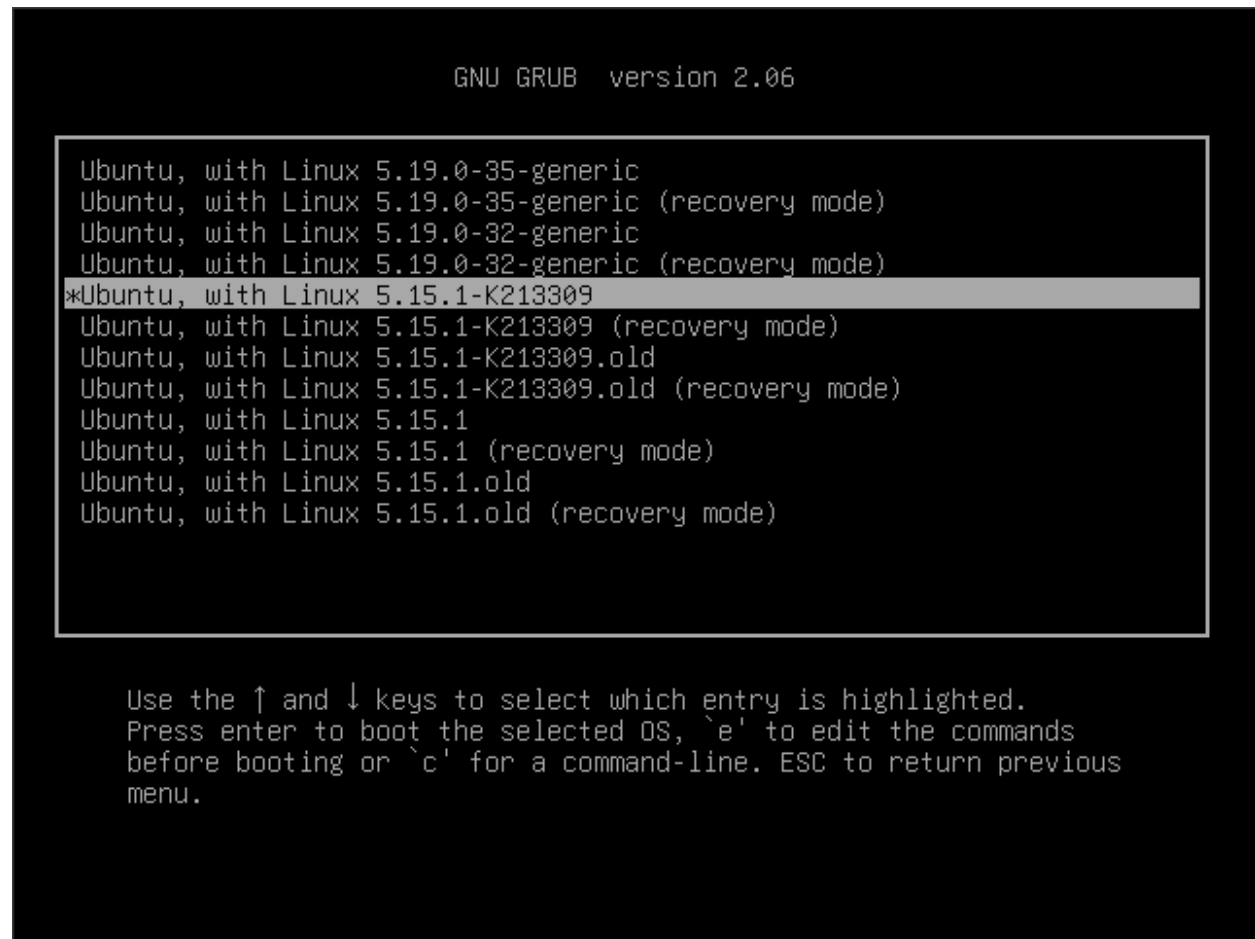 GNU GRUB  version 2.06
Ubuntu, with Linux 5.19.0-35-generic
Ubuntu, with Linux 5.19.0-35-generic (recovery mode)
Ubuntu, with Linux 5.19.0-32-generic
Ubuntu, with Linux 5.19.0-32-generic (recovery mode)
*Ubuntu, with Linux 5.15.1-K213309
Ubuntu, with Linux 5.15.1-K213309 (recovery mode)
Ubuntu, with Linux 5.15.1-K213309.old
Ubuntu, with Linux 5.15.1-K213309.old (recovery mode)
Ubuntu, with Linux 5.15.1
Ubuntu, with Linux 5.15.1 (recovery mode)
Ubuntu, with Linux 5.15.1.old
Ubuntu, with Linux 5.15.1.old (recovery mode)
Use the ↑ and ↓ keys to select which entry is highlighted.
Press enter to boot the selected OS, `e' to edit the commands
before booting or `c' for a command-line. ESC to return previous
menu.